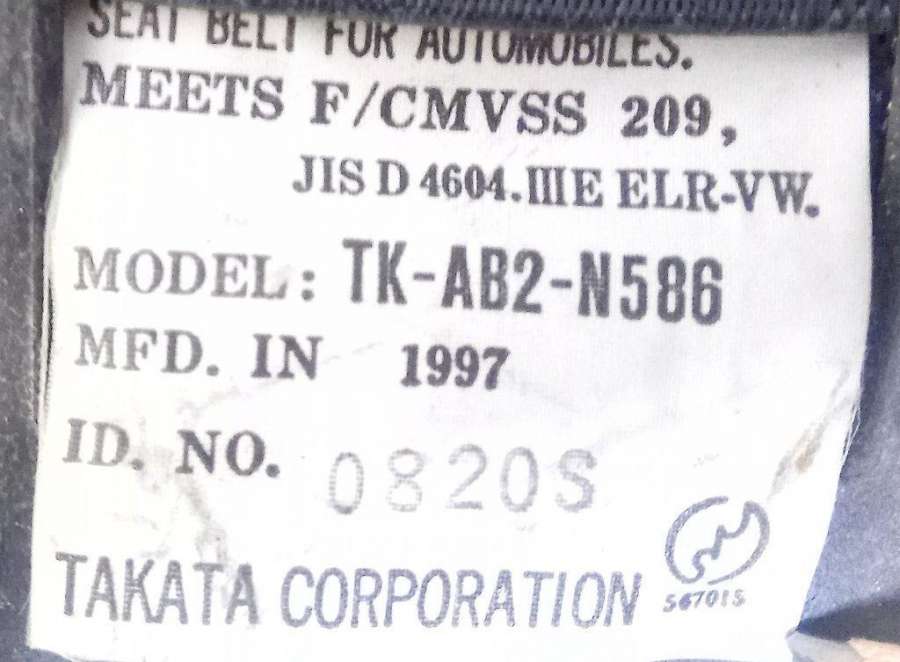 SEAT BELT FOR AUTOMOBILES.
MEETS F/CMVSS 209,
JIS D 4604.IIIE ELR-VW.
MODEL: TK-AB2-N586
MFD. IN 1997
ID. NO. 0820S
TAKATA CORPORATION
567015